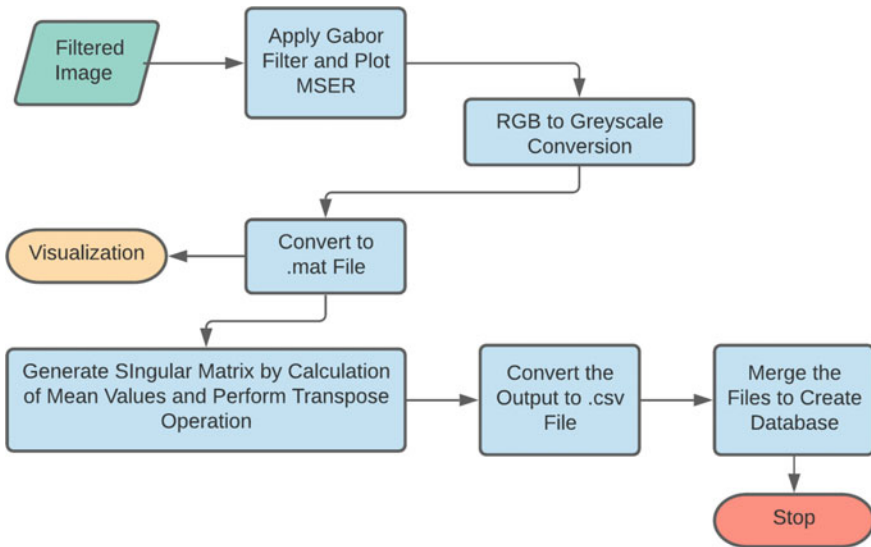 Filtered
Image
Apply Gabor
Filter and Plot
MSER
RGB to Greyscale
Conversion
Convert to
.mat File
Visualization
Generate SIngular Matrix by Calculation
of Mean Values and Perform Transpose
Operation
Convert the
Output to .csv
File
Merge the
Files to Create
Database
Stop